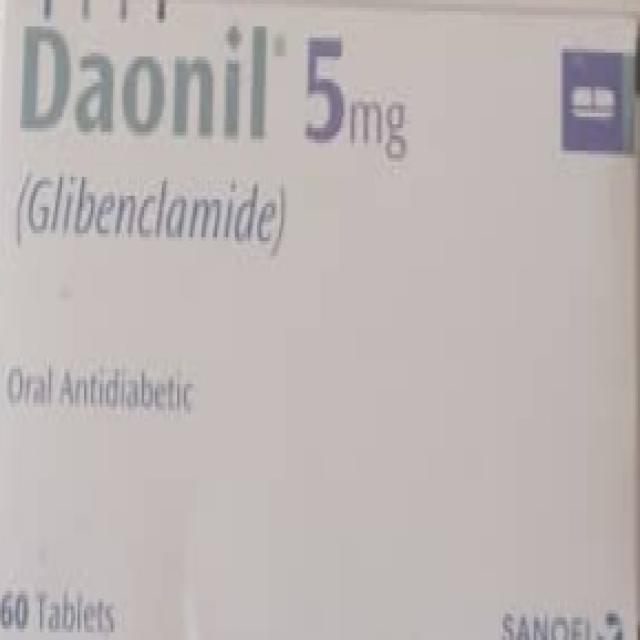 Daonil® 5mg
(Glibenclamide)
Oral Antidiabetic
60 Tablets
SANOFI